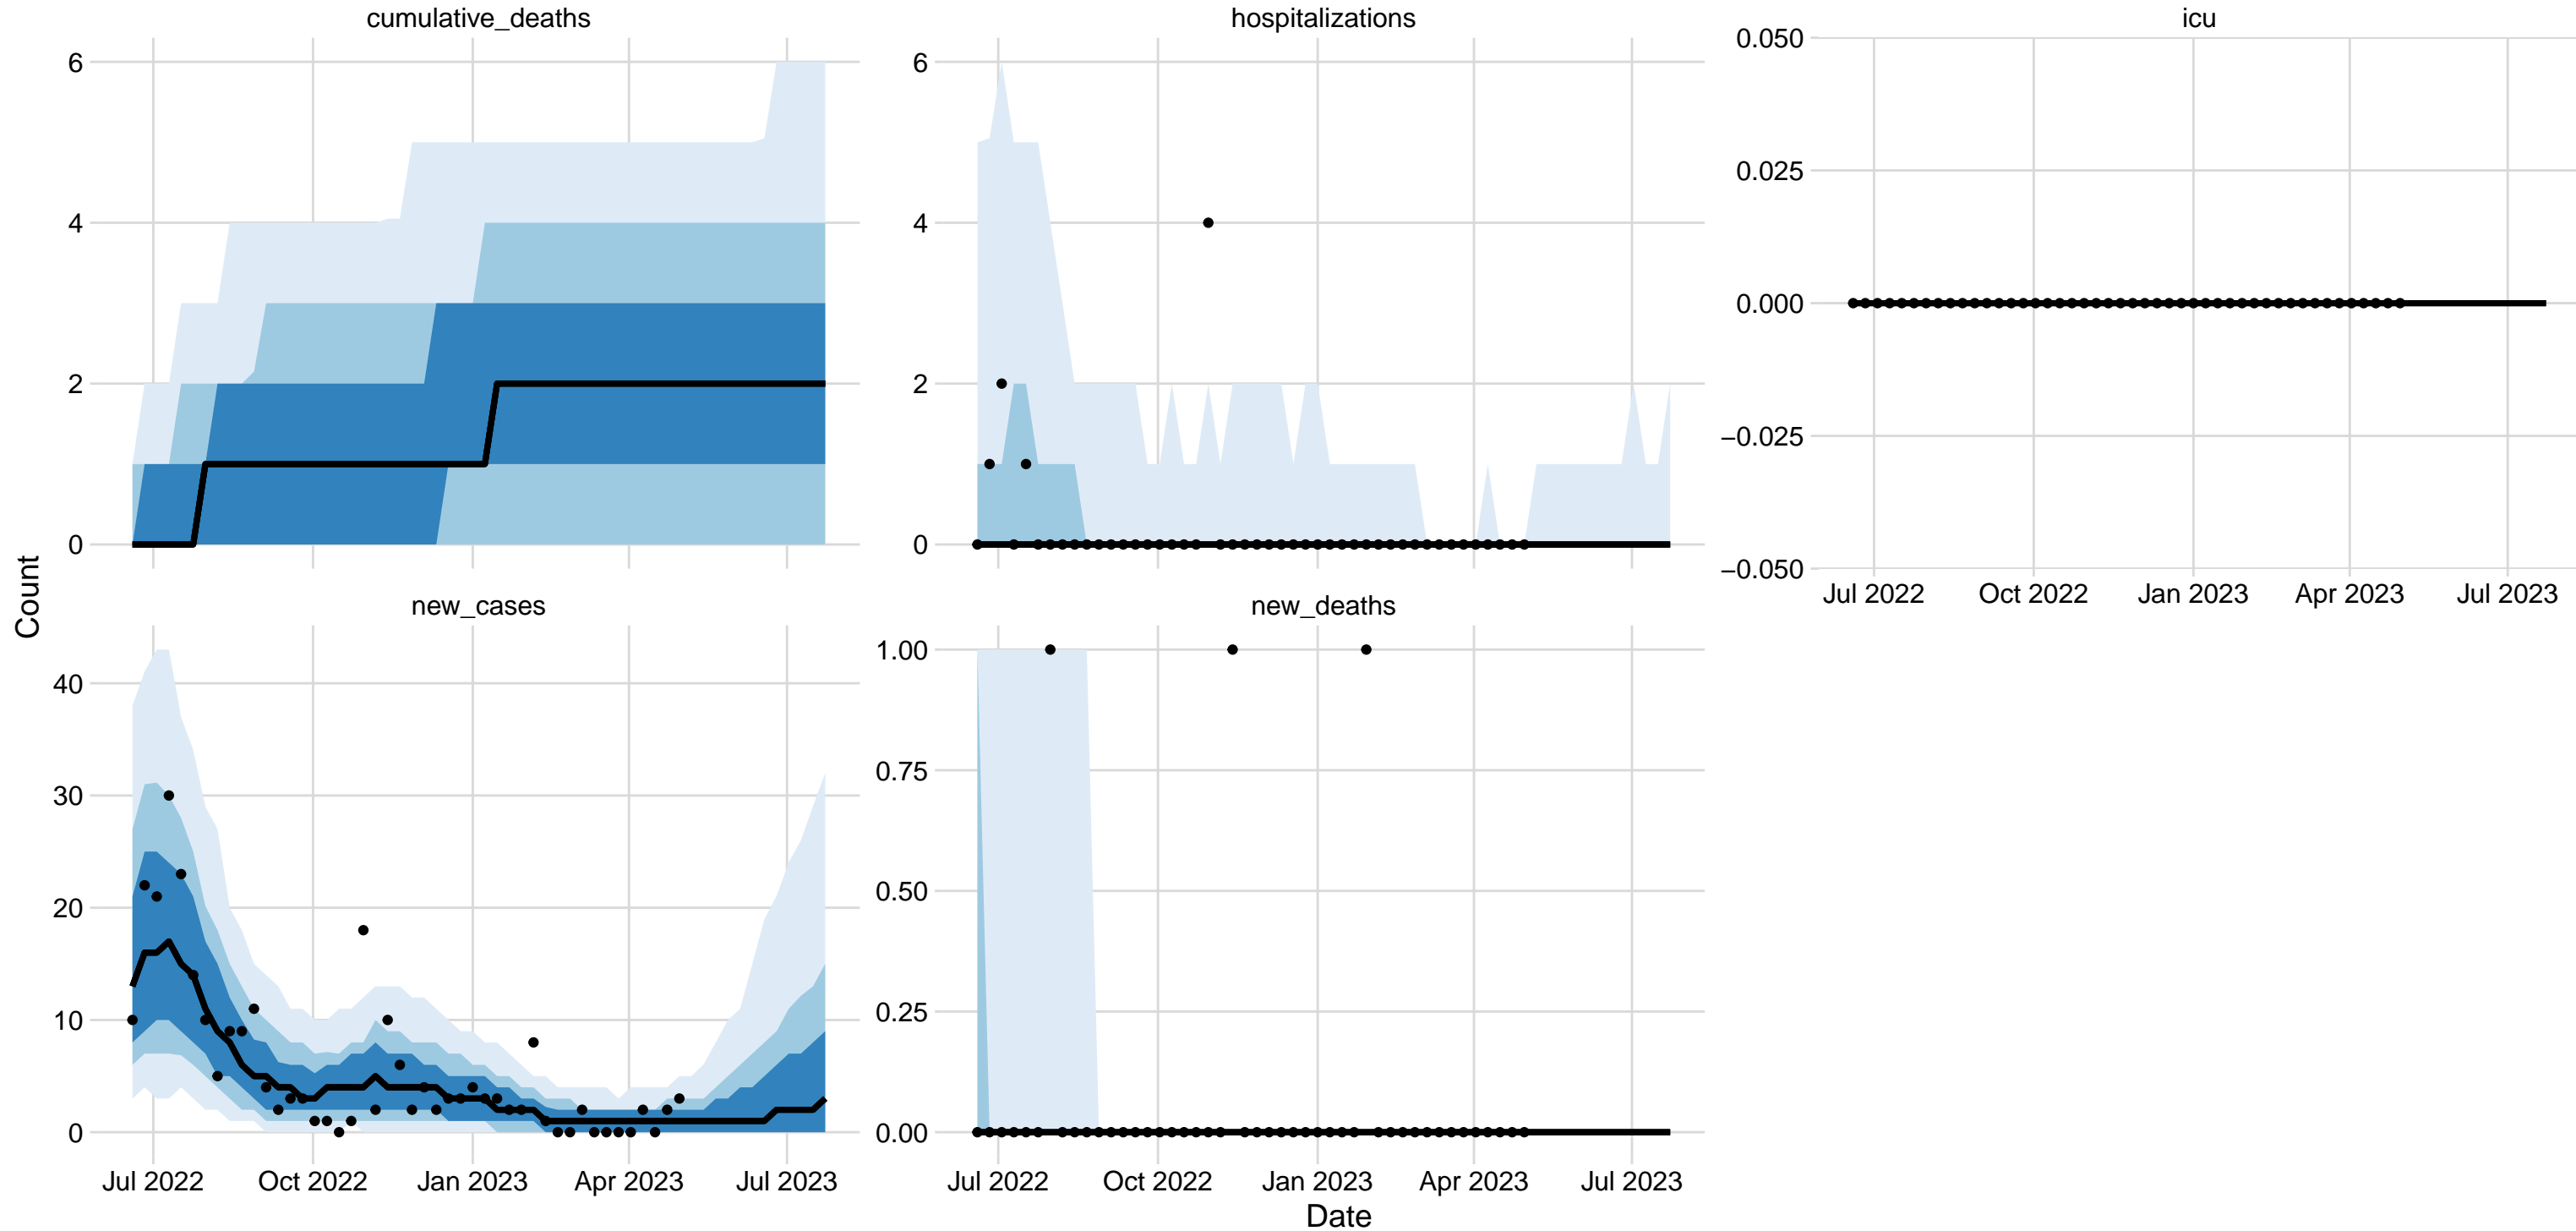 cumulative_deaths
hospitalizations
icu
6
4
2
0
6
4
2
0
0.050
0.025
0.000
−0.025
−0.050
Jul 2022 Oct 2022 Jan 2023 Apr 2023 Jul 2023
Count
new_cases
new_deaths
40
30
20
10
0
1.00
0.75
0.50
0.25
0.00
Jul 2022 Oct 2022 Jan 2023 Apr 2023 Jul 2023
Jul 2022 Oct 2022 Jan 2023 Apr 2023 Jul 2023
Date